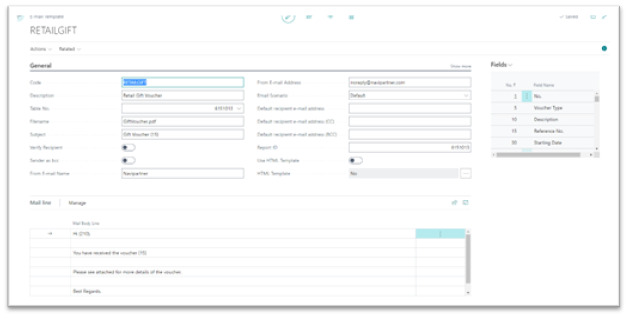 E-mail Template
Saved
RETAILGIFT
Actions Related
General
Show more
Code RETAILGIFT
Description Retail Gift Voucher
Table No. 6151013
Filename GiftVoucher.pdf
Subject Gift Voucher {15}
Verify Recipient
Sender as bcc
From E-mail Name Navipartner
From E-mail Address noreply@navipartner.com
Email Scenario Default
Default recipient e-mail address
Default recipient e-mail address (CC)
Default recipient e-mail address (BCC)
Report ID 6151013
Use HTML Template
HTML Template No
Fields
No. Field Name
No.
5 Voucher Type
10 Description
15 Reference No.
Starting Date
Mail line Manage
Mail Body Line
Hi {210},
You have received the voucher {15}
Please see attached for more details of the voucher.
Best Regards,